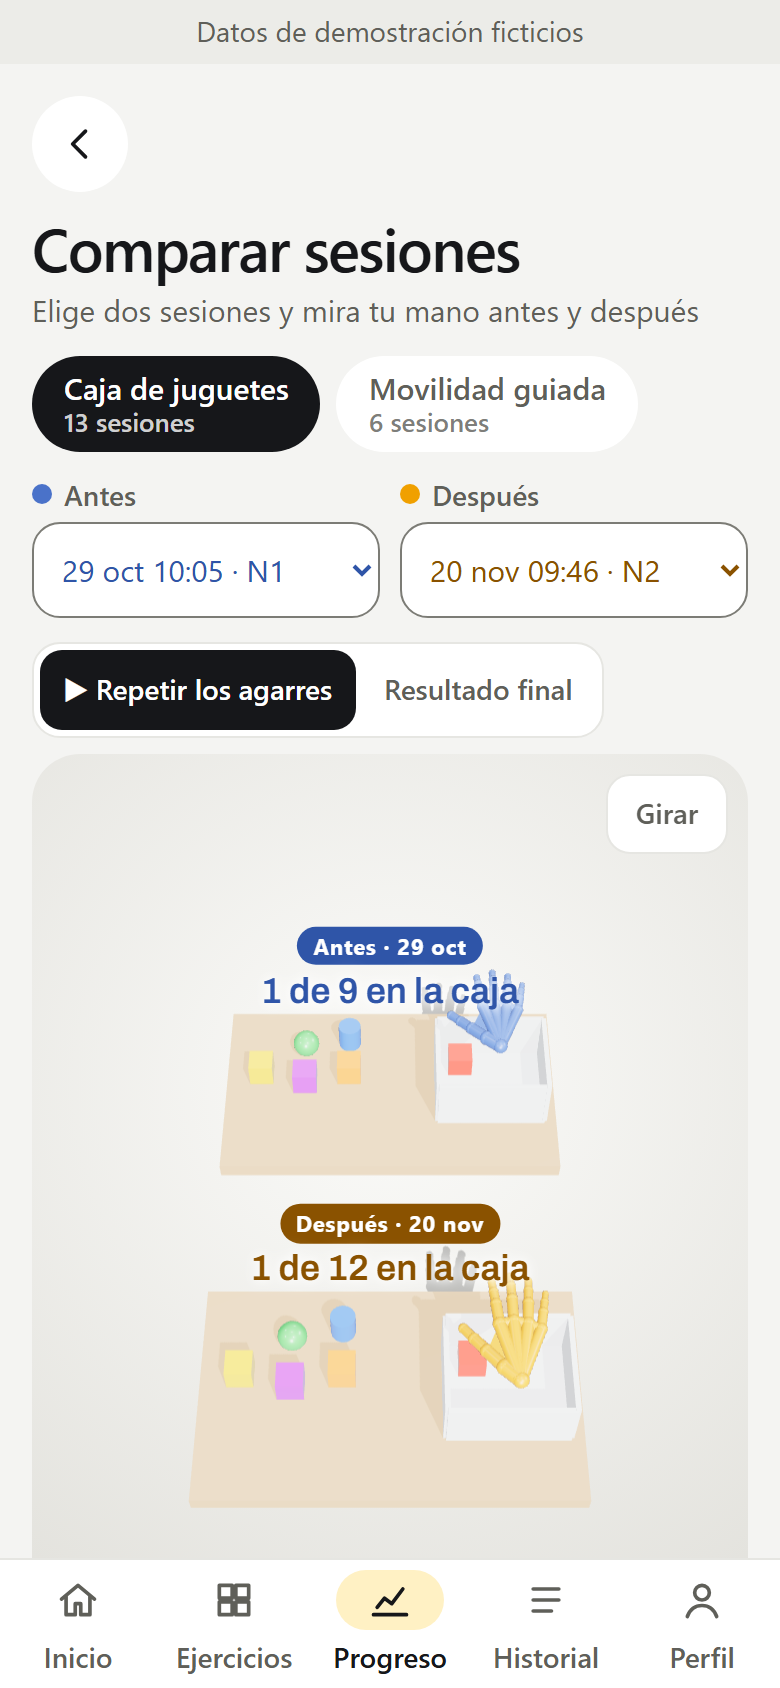 Datos de demostración ficticios
Comparar sesiones
Elige dos sesiones y mira tu mano antes y después
Caja de juguetes
13 sesiones
Movilidad guiada
6 sesiones
Antes
Después
29 oct 10:05 · N1
20 nov 09:46 · N2
▶ Repetir los agarres
Resultado final
Girar
Antes · 29 oct
1 de 9 en la caja
Después · 20 nov
1 de 12 en la caja
Inicio
Ejercicios
Progreso
Historial
Perfil